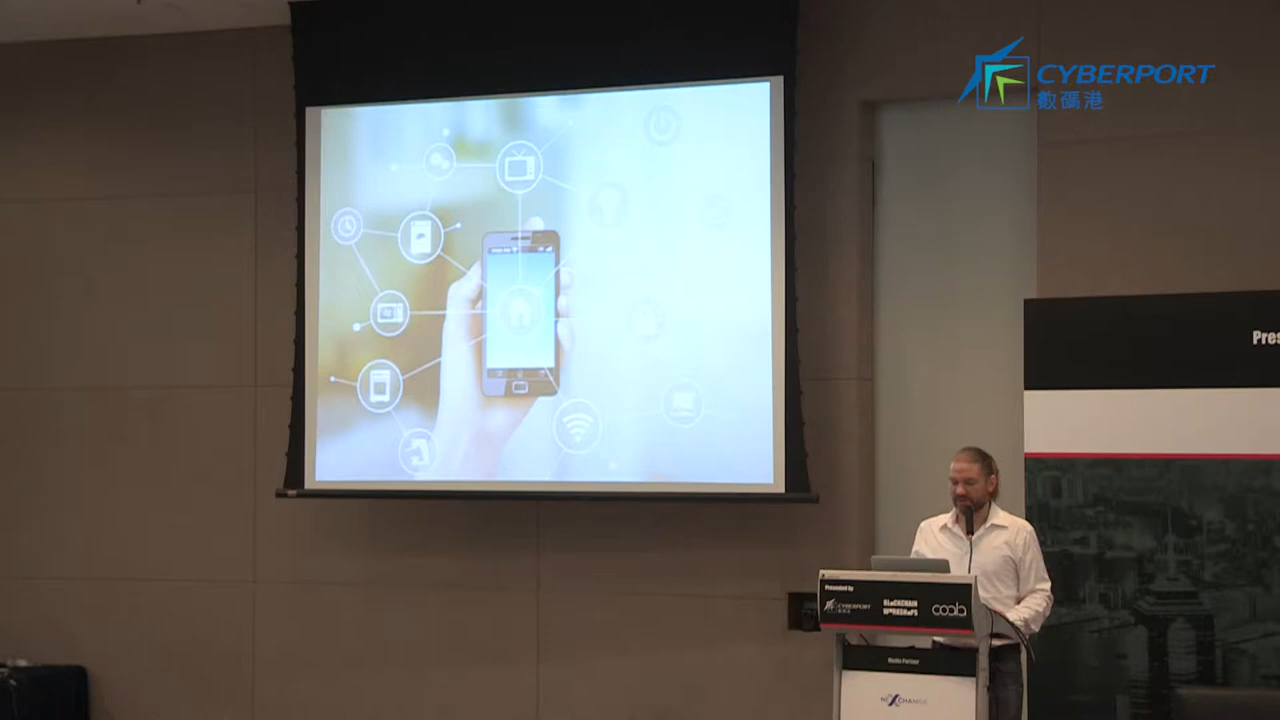 CYBERPORT
數碼港
Pres
Presented by
CYBERPORT
BLOCKCHAIN
WORKSHOPS
coala
Media Partner
NEXCHANGE